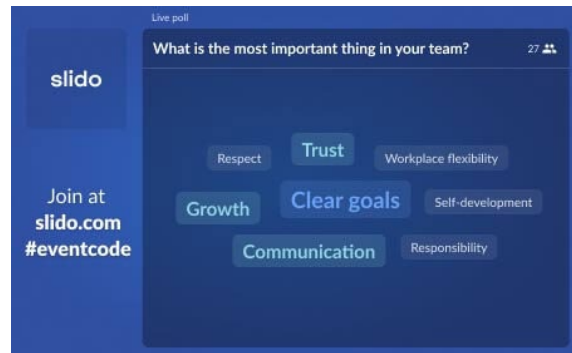 Live poll
slido
What is the most important thing in your team?
27
Respect
Trust
Workplace flexibility
Growth
Clear goals
Self-development
Communication
Responsibility
Join at
slido.com
#eventcode